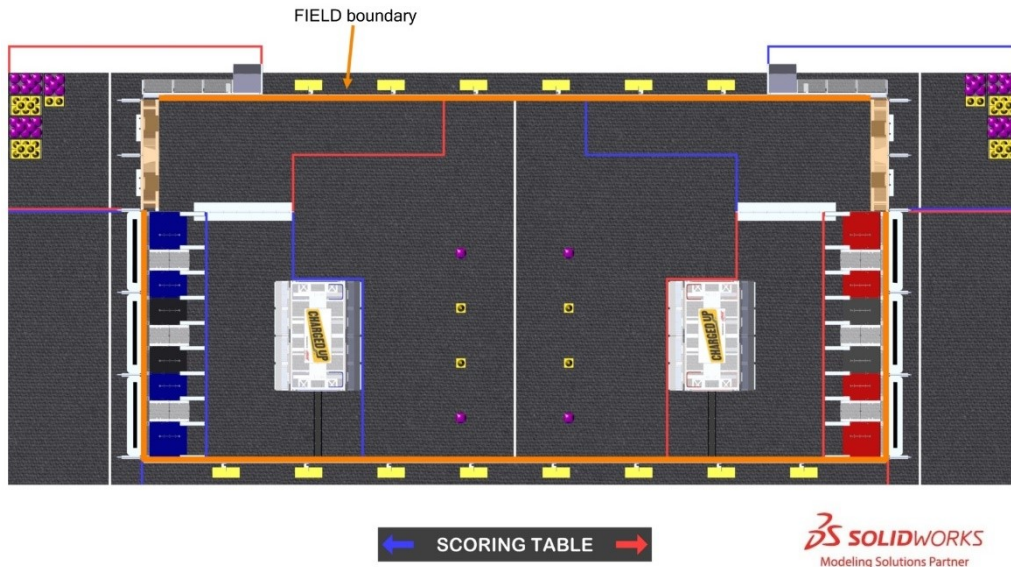 FIELD boundary
CHARGED UP
CHARGED UP
SCORING TABLE
SOLIDWORKS
Modeling Solutions Partner